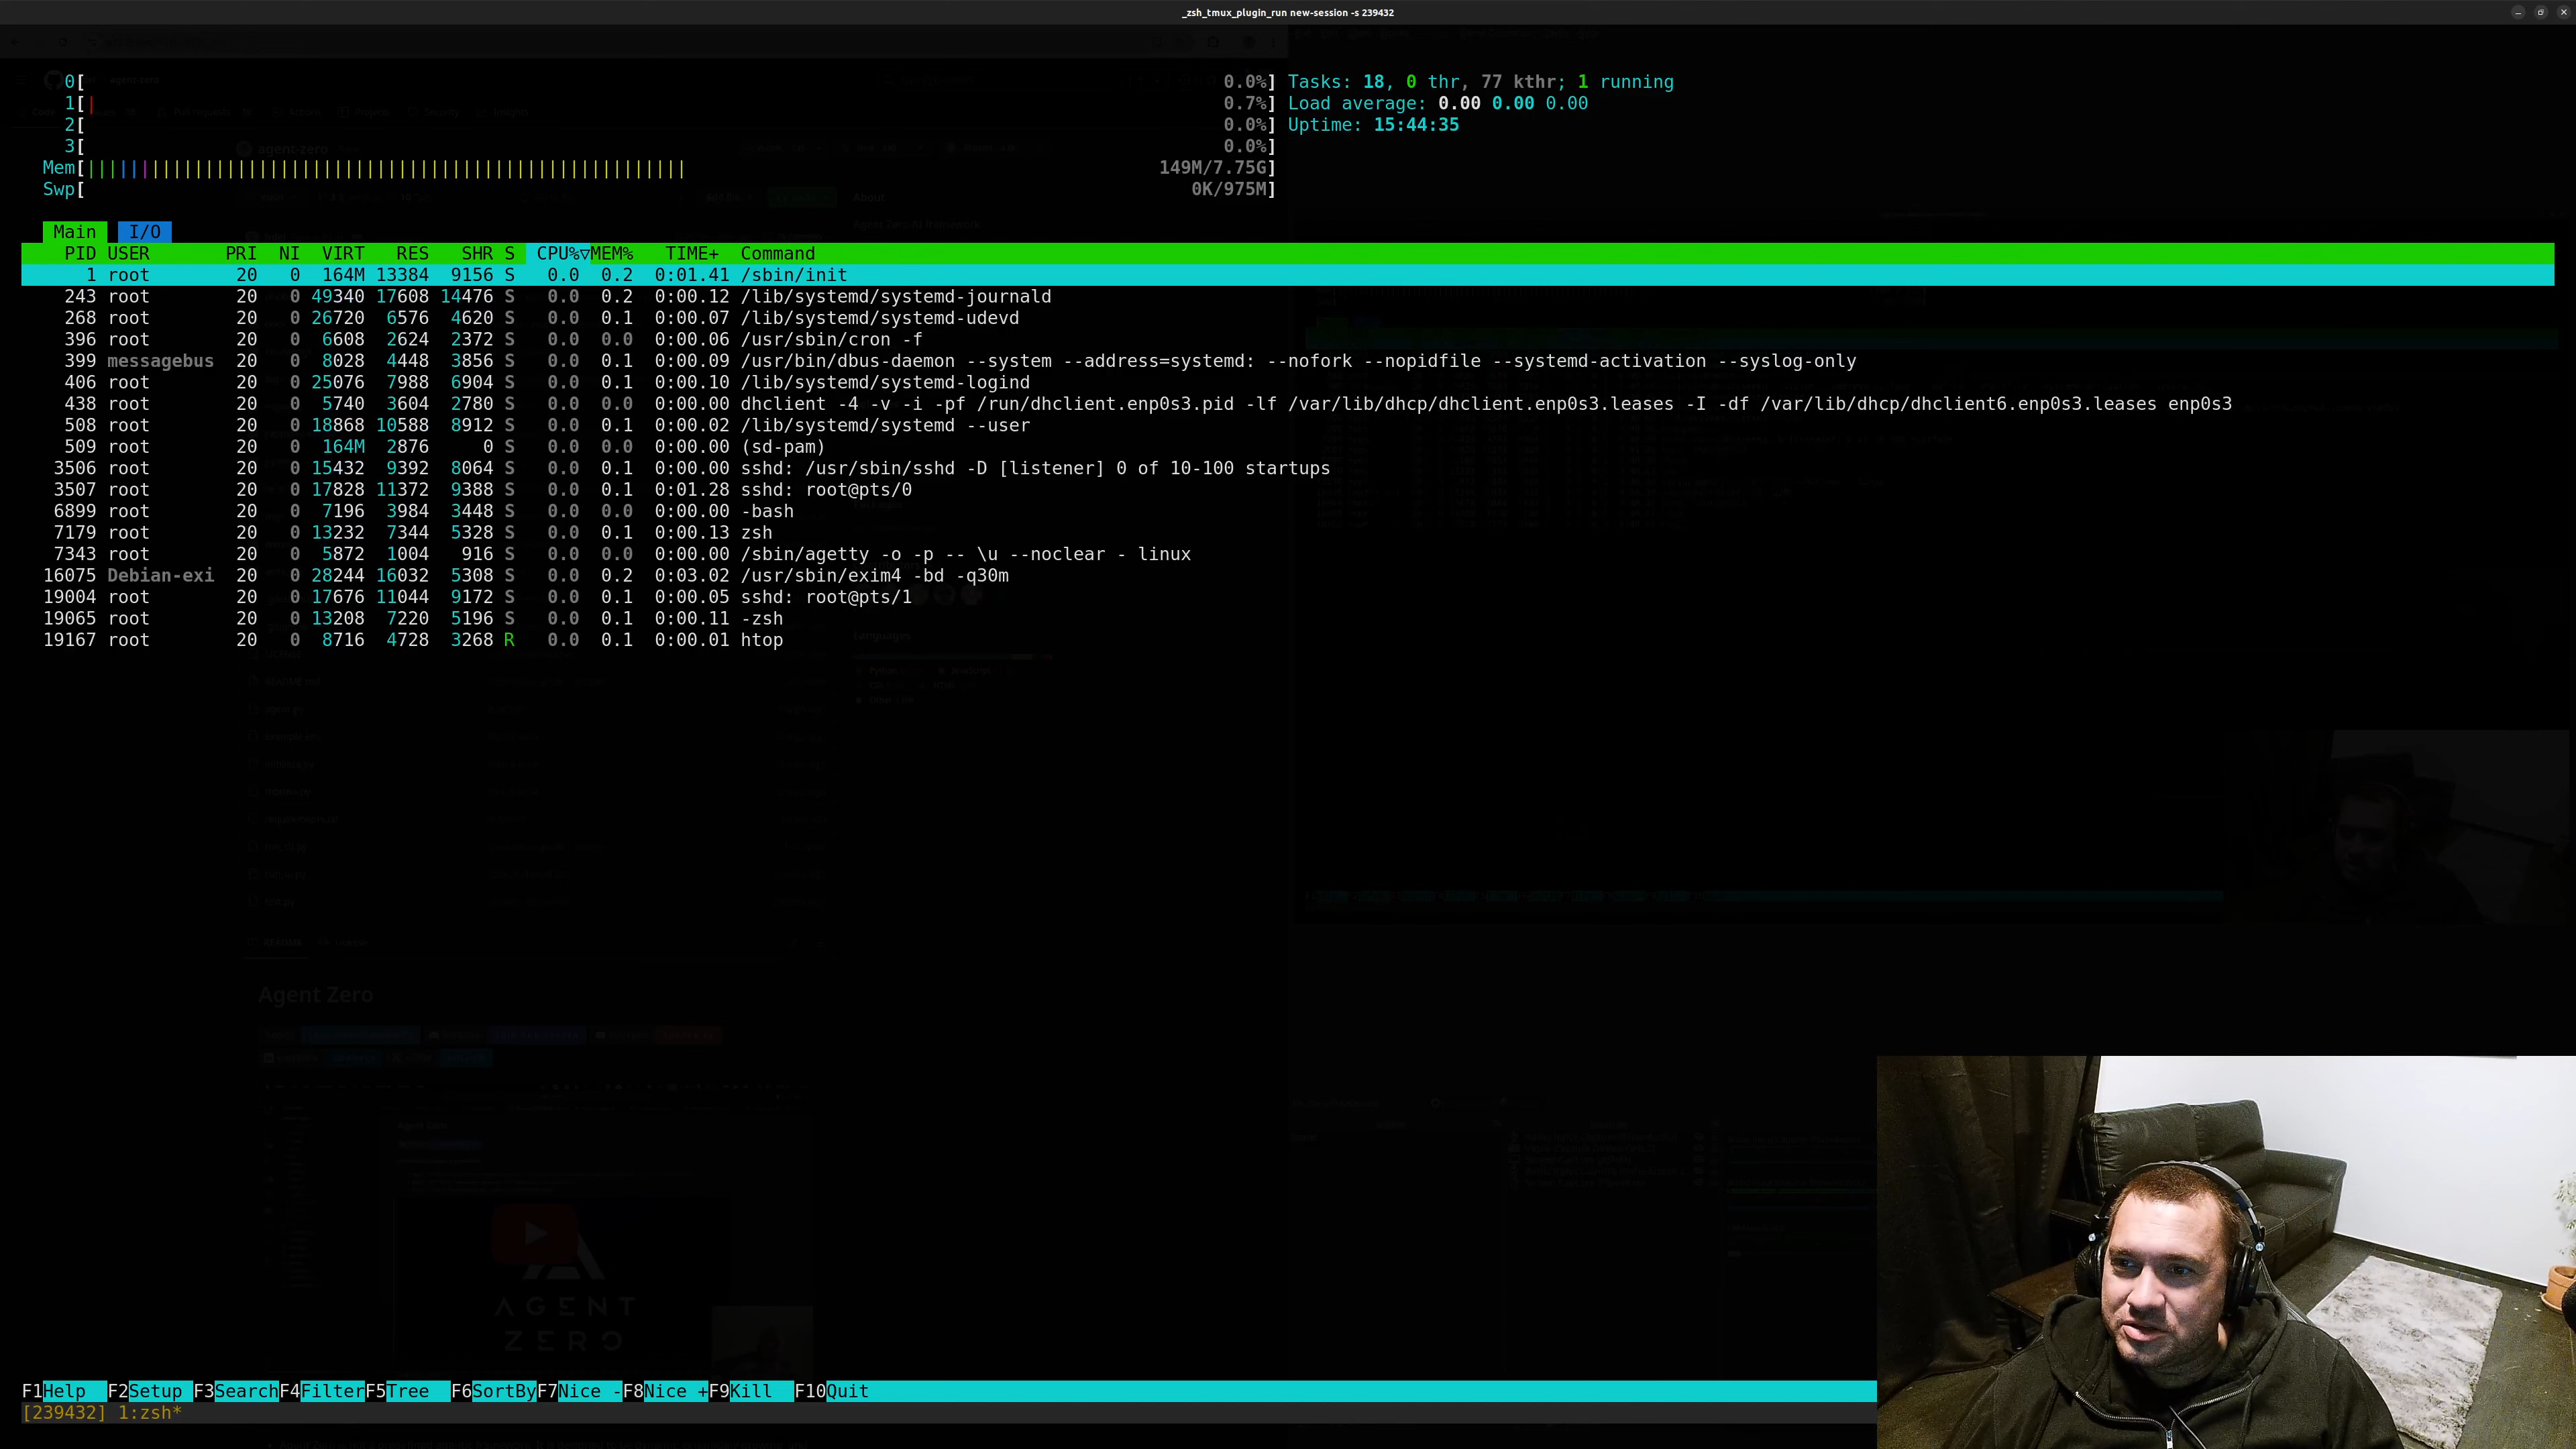 _zsh_tmux_plugin_run new-session -s 239432
0[ 0.0%] Tasks: 18, 0 thr, 77 kthr; 1 running
1[| 0.7%] Load average: 0.00 0.00 0.00
2[ 0.0%] Uptime: 15:44:35
3[ 0.0%]
Mem[ 149M/7.75G]
Swp[ 0K/975M]
Main I/O
PID USER PRI NI VIRT RES SHR S CPU%▽MEM% TIME+ Command
1 root 20 0 164M 13384 9156 S 0.0 0.2 0:01.41 /sbin/init
243 root 20 0 49340 17608 14476 S 0.0 0.2 0:00.12 /lib/systemd/systemd-journald
268 root 20 0 26720 6576 4620 S 0.0 0.1 0:00.07 /lib/systemd/systemd-udevd
396 root 20 0 6608 2624 2372 S 0.0 0.0 0:00.06 /usr/sbin/cron -f
399 messagebus 20 0 8028 4448 3856 S 0.0 0.1 0:00.09 /usr/bin/dbus-daemon --system --address=systemd: --nofork --nopidfile --systemd-activation --syslog-only
406 root 20 0 25076 7988 6904 S 0.0 0.1 0:00.10 /lib/systemd/systemd-logind
438 root 20 0 5740 3604 2780 S 0.0 0.0 0:00.00 dhclient -4 -v -i -pf /run/dhclient.enp0s3.pid -lf /var/lib/dhcp/dhclient.enp0s3.leases -I -df /var/lib/dhcp/dhclient6.enp0s3.leases enp0s3
508 root 20 0 18868 10588 8912 S 0.0 0.1 0:00.02 /lib/systemd/systemd --user
509 root 20 0 164M 2876 0 S 0.0 0.0 0:00.00 (sd-pam)
3506 root 20 0 15432 9392 8064 S 0.0 0.1 0:00.00 sshd: /usr/sbin/sshd -D [listener] 0 of 10-100 startups
3507 root 20 0 17828 11372 9388 S 0.0 0.1 0:01.28 sshd: root@pts/0
6899 root 20 0 7196 3984 3448 S 0.0 0.0 0:00.00 -bash
7179 root 20 0 13232 7344 5328 S 0.0 0.1 0:00.13 zsh
7343 root 20 0 5872 1004 916 S 0.0 0.0 0:00.00 /sbin/agetty -o -p -- \u --noclear - linux
16075 Debian-exi 20 0 28244 16032 5308 S 0.0 0.2 0:03.02 /usr/sbin/exim4 -bd -q30m
19004 root 20 0 17676 11044 9172 S 0.0 0.1 0:00.05 sshd: root@pts/1
19065 root 20 0 13208 7220 5196 S 0.0 0.1 0:00.11 -zsh
19167 root 20 0 8716 4728 3268 R 0.0 0.1 0:00.01 htop
agent-zero
About
Languages
Agent Zero
AGENT
ZERO
F1Help F2Setup F3SearchF4FilterF5Tree F6SortByF7Nice -F8Nice +F9Kill F10Quit
[239432] 1:zsh*